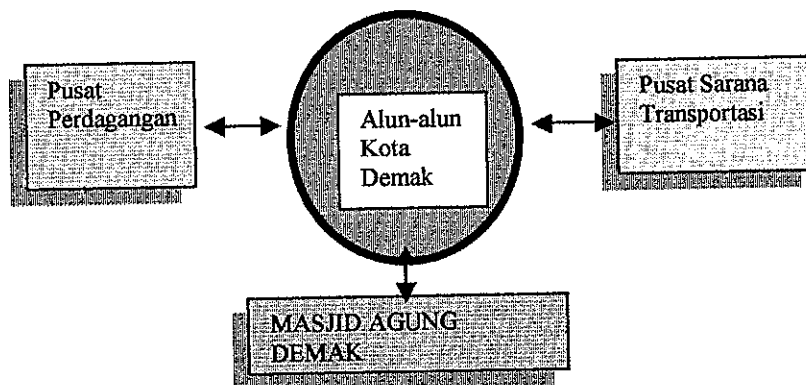 Pusat
Perdagangan
Alun-alun
Kota
Demak
Pusat Sarana
Transportasi
MASJID AGUNG
DEMAK